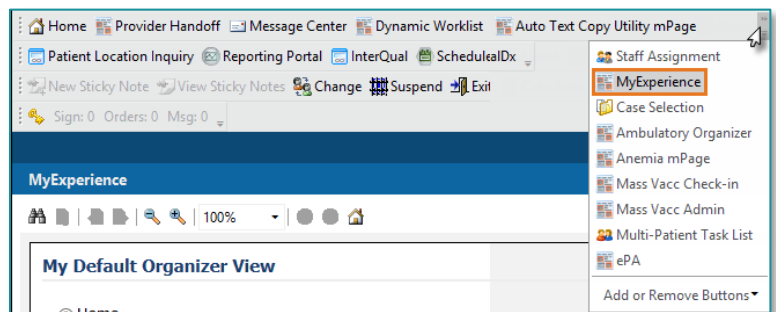 Home Provider Handoff Message Center Dynamic Worklist Auto Text Copy Utility mPage
Patient Location Inquiry Reporting Portal InterQual SchedulealDx
New Sticky Note View Sticky Notes Change Suspend Exit
Sign: 0 Orders: 0 Msg: 0
Staff Assignment
MyExperience
Case Selection
Ambulatory Organizer
Anemia mPage
Mass Vacc Check-in
Mass Vacc Admin
Multi-Patient Task List
ePA
Add or Remove Buttons
MyExperience
100%
My Default Organizer View
Home